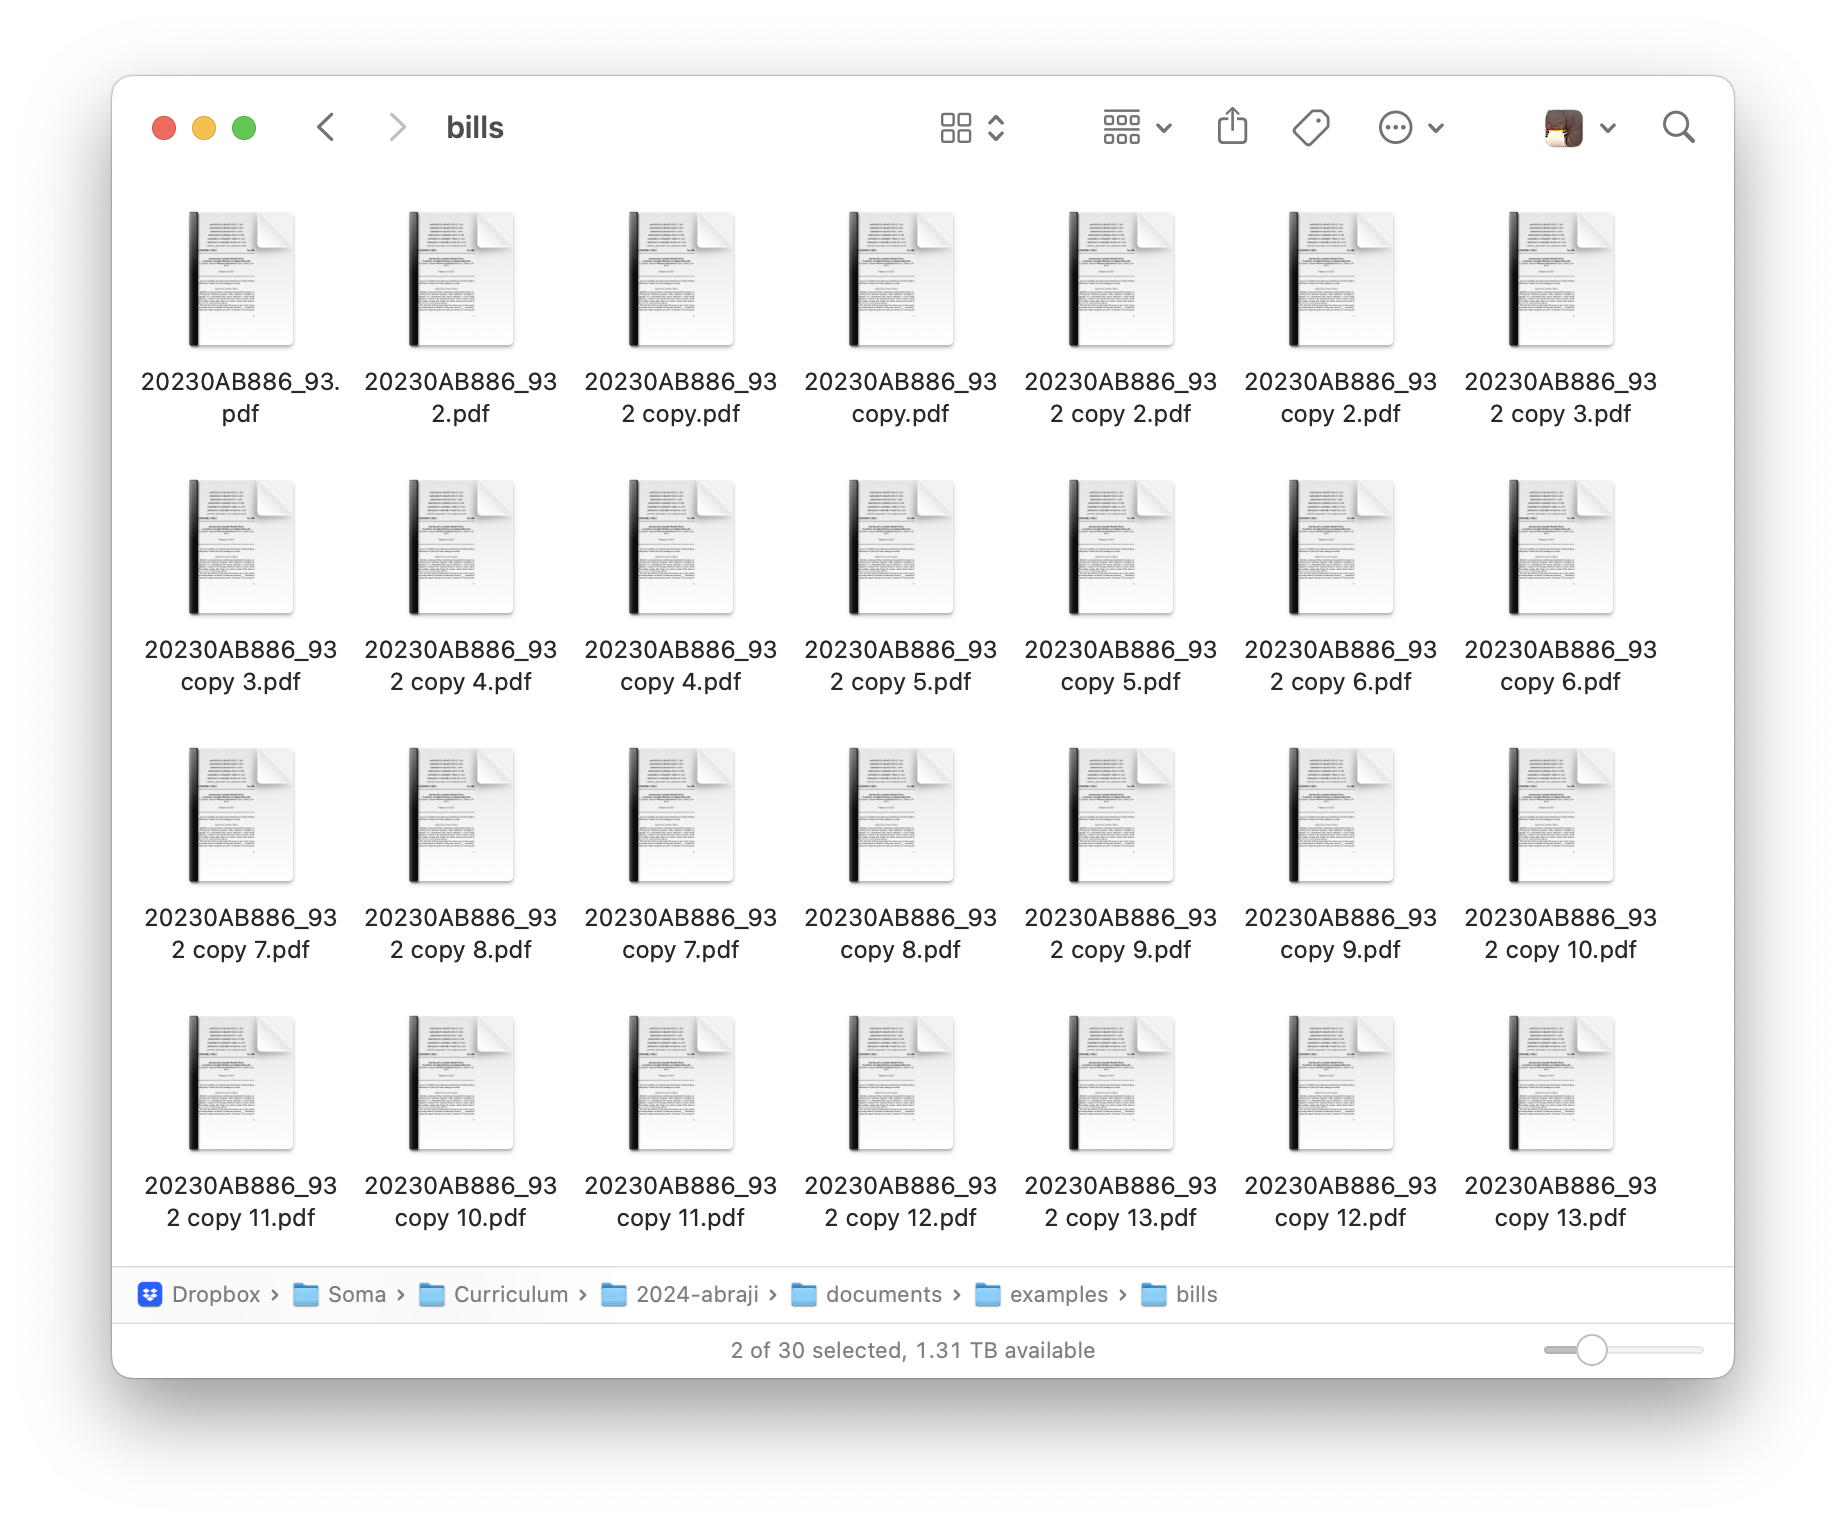 bills
20230AB886_93.
pdf
20230AB886_93
2.pdf
20230AB886_93
2 copy.pdf
20230AB886_93
copy.pdf
20230AB886_93
2 copy 2.pdf
20230AB886_93
copy 2.pdf
20230AB886_93
2 copy 3.pdf
20230AB886_93
copy 3.pdf
20230AB886_93
2 copy 4.pdf
20230AB886_93
copy 4.pdf
20230AB886_93
2 copy 5.pdf
20230AB886_93
copy 5.pdf
20230AB886_93
2 copy 6.pdf
20230AB886_93
copy 6.pdf
20230AB886_93
2 copy 7.pdf
20230AB886_93
2 copy 8.pdf
20230AB886_93
copy 7.pdf
20230AB886_93
copy 8.pdf
20230AB886_93
2 copy 9.pdf
20230AB886_93
copy 9.pdf
20230AB886_93
2 copy 10.pdf
20230AB886_93
2 copy 11.pdf
20230AB886_93
copy 10.pdf
20230AB886_93
copy 11.pdf
20230AB886_93
2 copy 12.pdf
20230AB886_93
2 copy 13.pdf
20230AB886_93
copy 12.pdf
20230AB886_93
copy 13.pdf
Dropbox › Soma › Curriculum › 2024-abraji › documents › examples › bills
2 of 30 selected, 1.31 TB available